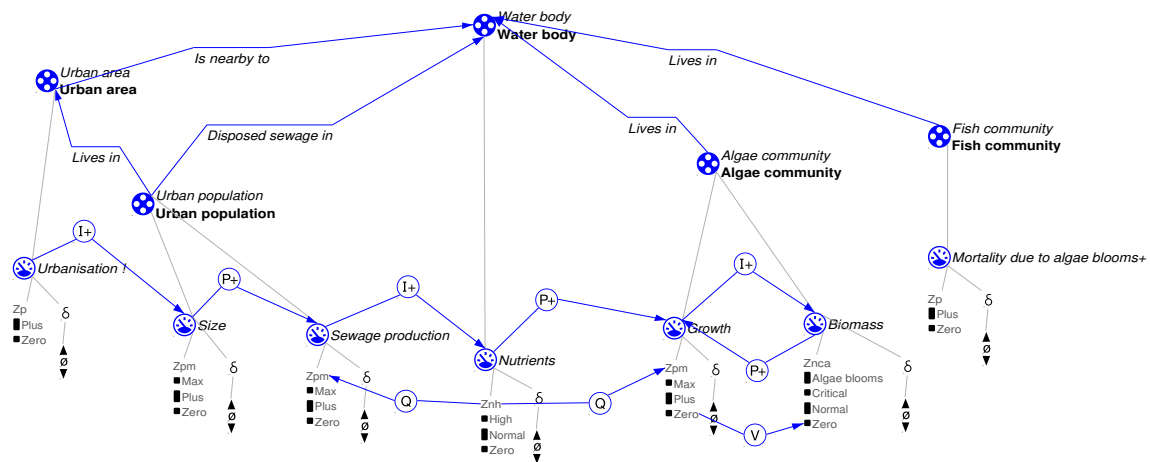 Water body
Water body
Is nearby to
Lives in
Urban area
Urban area
Disposed sewage in
Lives in
Fish community
Fish community
Lives in
Algae community
Algae community
Urban population
Urban population
I+
Urbanisation !
Zp
Plus
Zero
δ
ø
P+
Size
Zpm
Max
Plus
Zero
δ
ø
I+
Sewage production
Zpm
Max
Plus
Zero
δ
ø
Q
P+
Nutrients
Znh
High
Normal
Zero
δ
ø
Q
I+
Growth
Zpm
Max
Plus
Zero
δ
ø
P+
V
Biomass
Znca
Algae blooms
Critical
Normal
Zero
δ
ø
Mortality due to algae blooms+
Zp
Plus
Zero
δ
ø